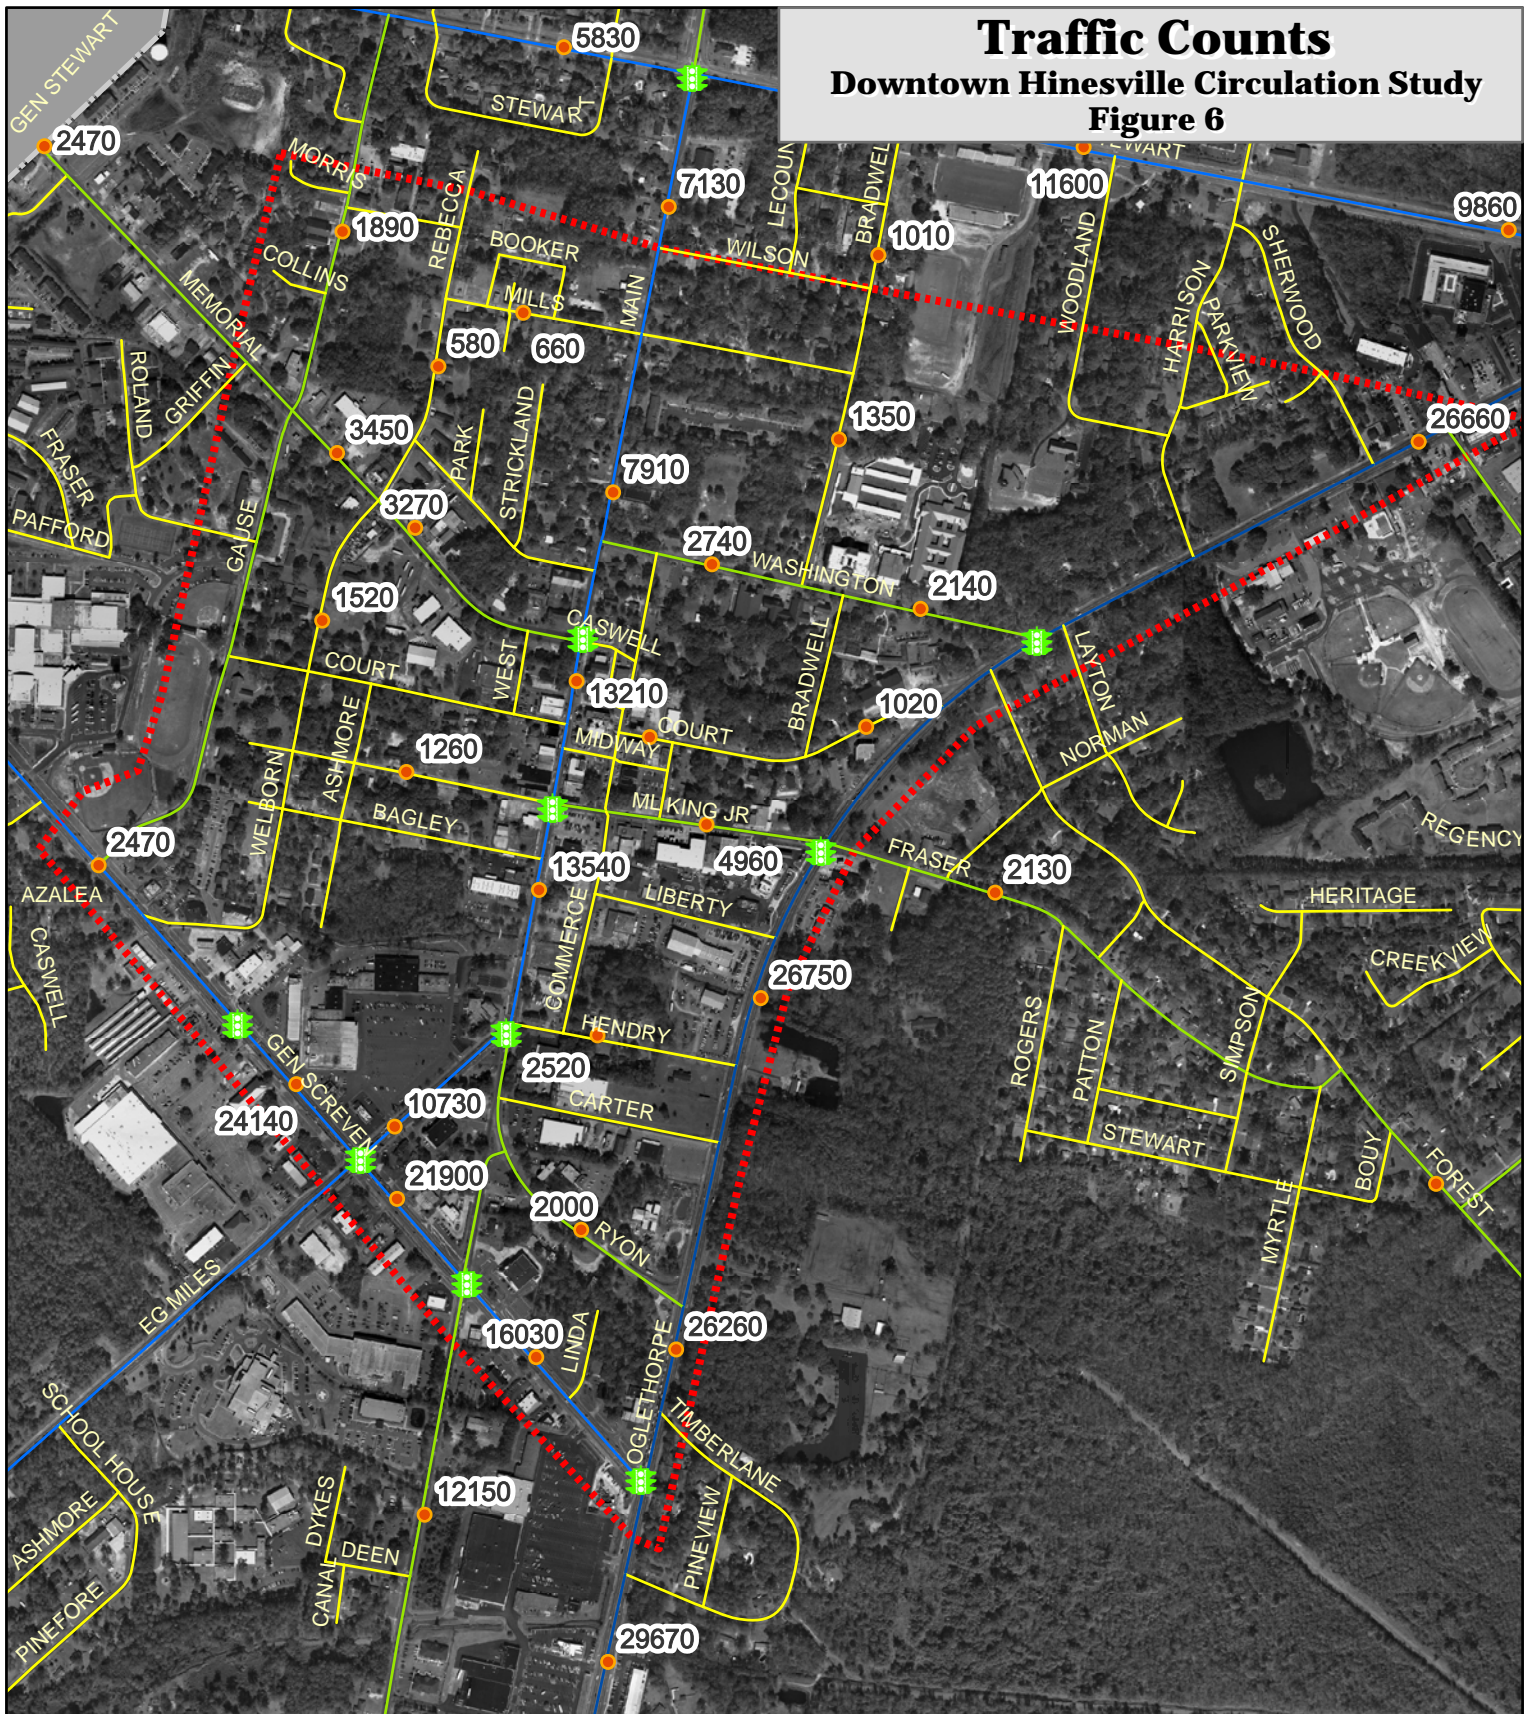 Traffic Counts
Downtown Hinesville Circulation Study
Figure 6
GEN STEWART
5830
STEWART
2470
MORRIS
7130
LECOUN
BRADWEL
EWART
11600
9860
1890
REBECCA
BOOKER
WILSON
1010
WOODLAND
SHERWOOD
COLLINS
MEMORIAL
MILLS
MAIN
HARRISON
PARKVIEW
580
660
ROLAND
GRIFFIN
3450
PARK
STRICKLAND
1350
26660
FRASER
7910
PAFFORD
GAUSE
3270
2740
WASHINGTON
2140
1520
CASWELL
COURT
WEST
13210
BRADWELL
LAYTON
1020
COURT
MIDWAY
NORMAN
ASHMORE
1260
WELBORN
BAGLEY
ML KING JR
REGENCY
2470
13540
4960
FRASER
2130
AZALEA
LIBERTY
HERITAGE
CASWELL
COMMERCE
26750
CREEKVIEW
ROGERS
SIMPSON
HENDRY
GEN SCREVEN
2520
PATTON
10730
CARTER
24140
STEWART
BOUY
FOREST
21900
2000
RYON
MYRTLE
EG MILES
16030
LINDA
26260
OGLETHORPE
SCHOOL HOUSE
TIMBERLANE
12150
ASHMORE
DYKES
PINEVIEW
DEEN
CANAL
PINEFORE
29670